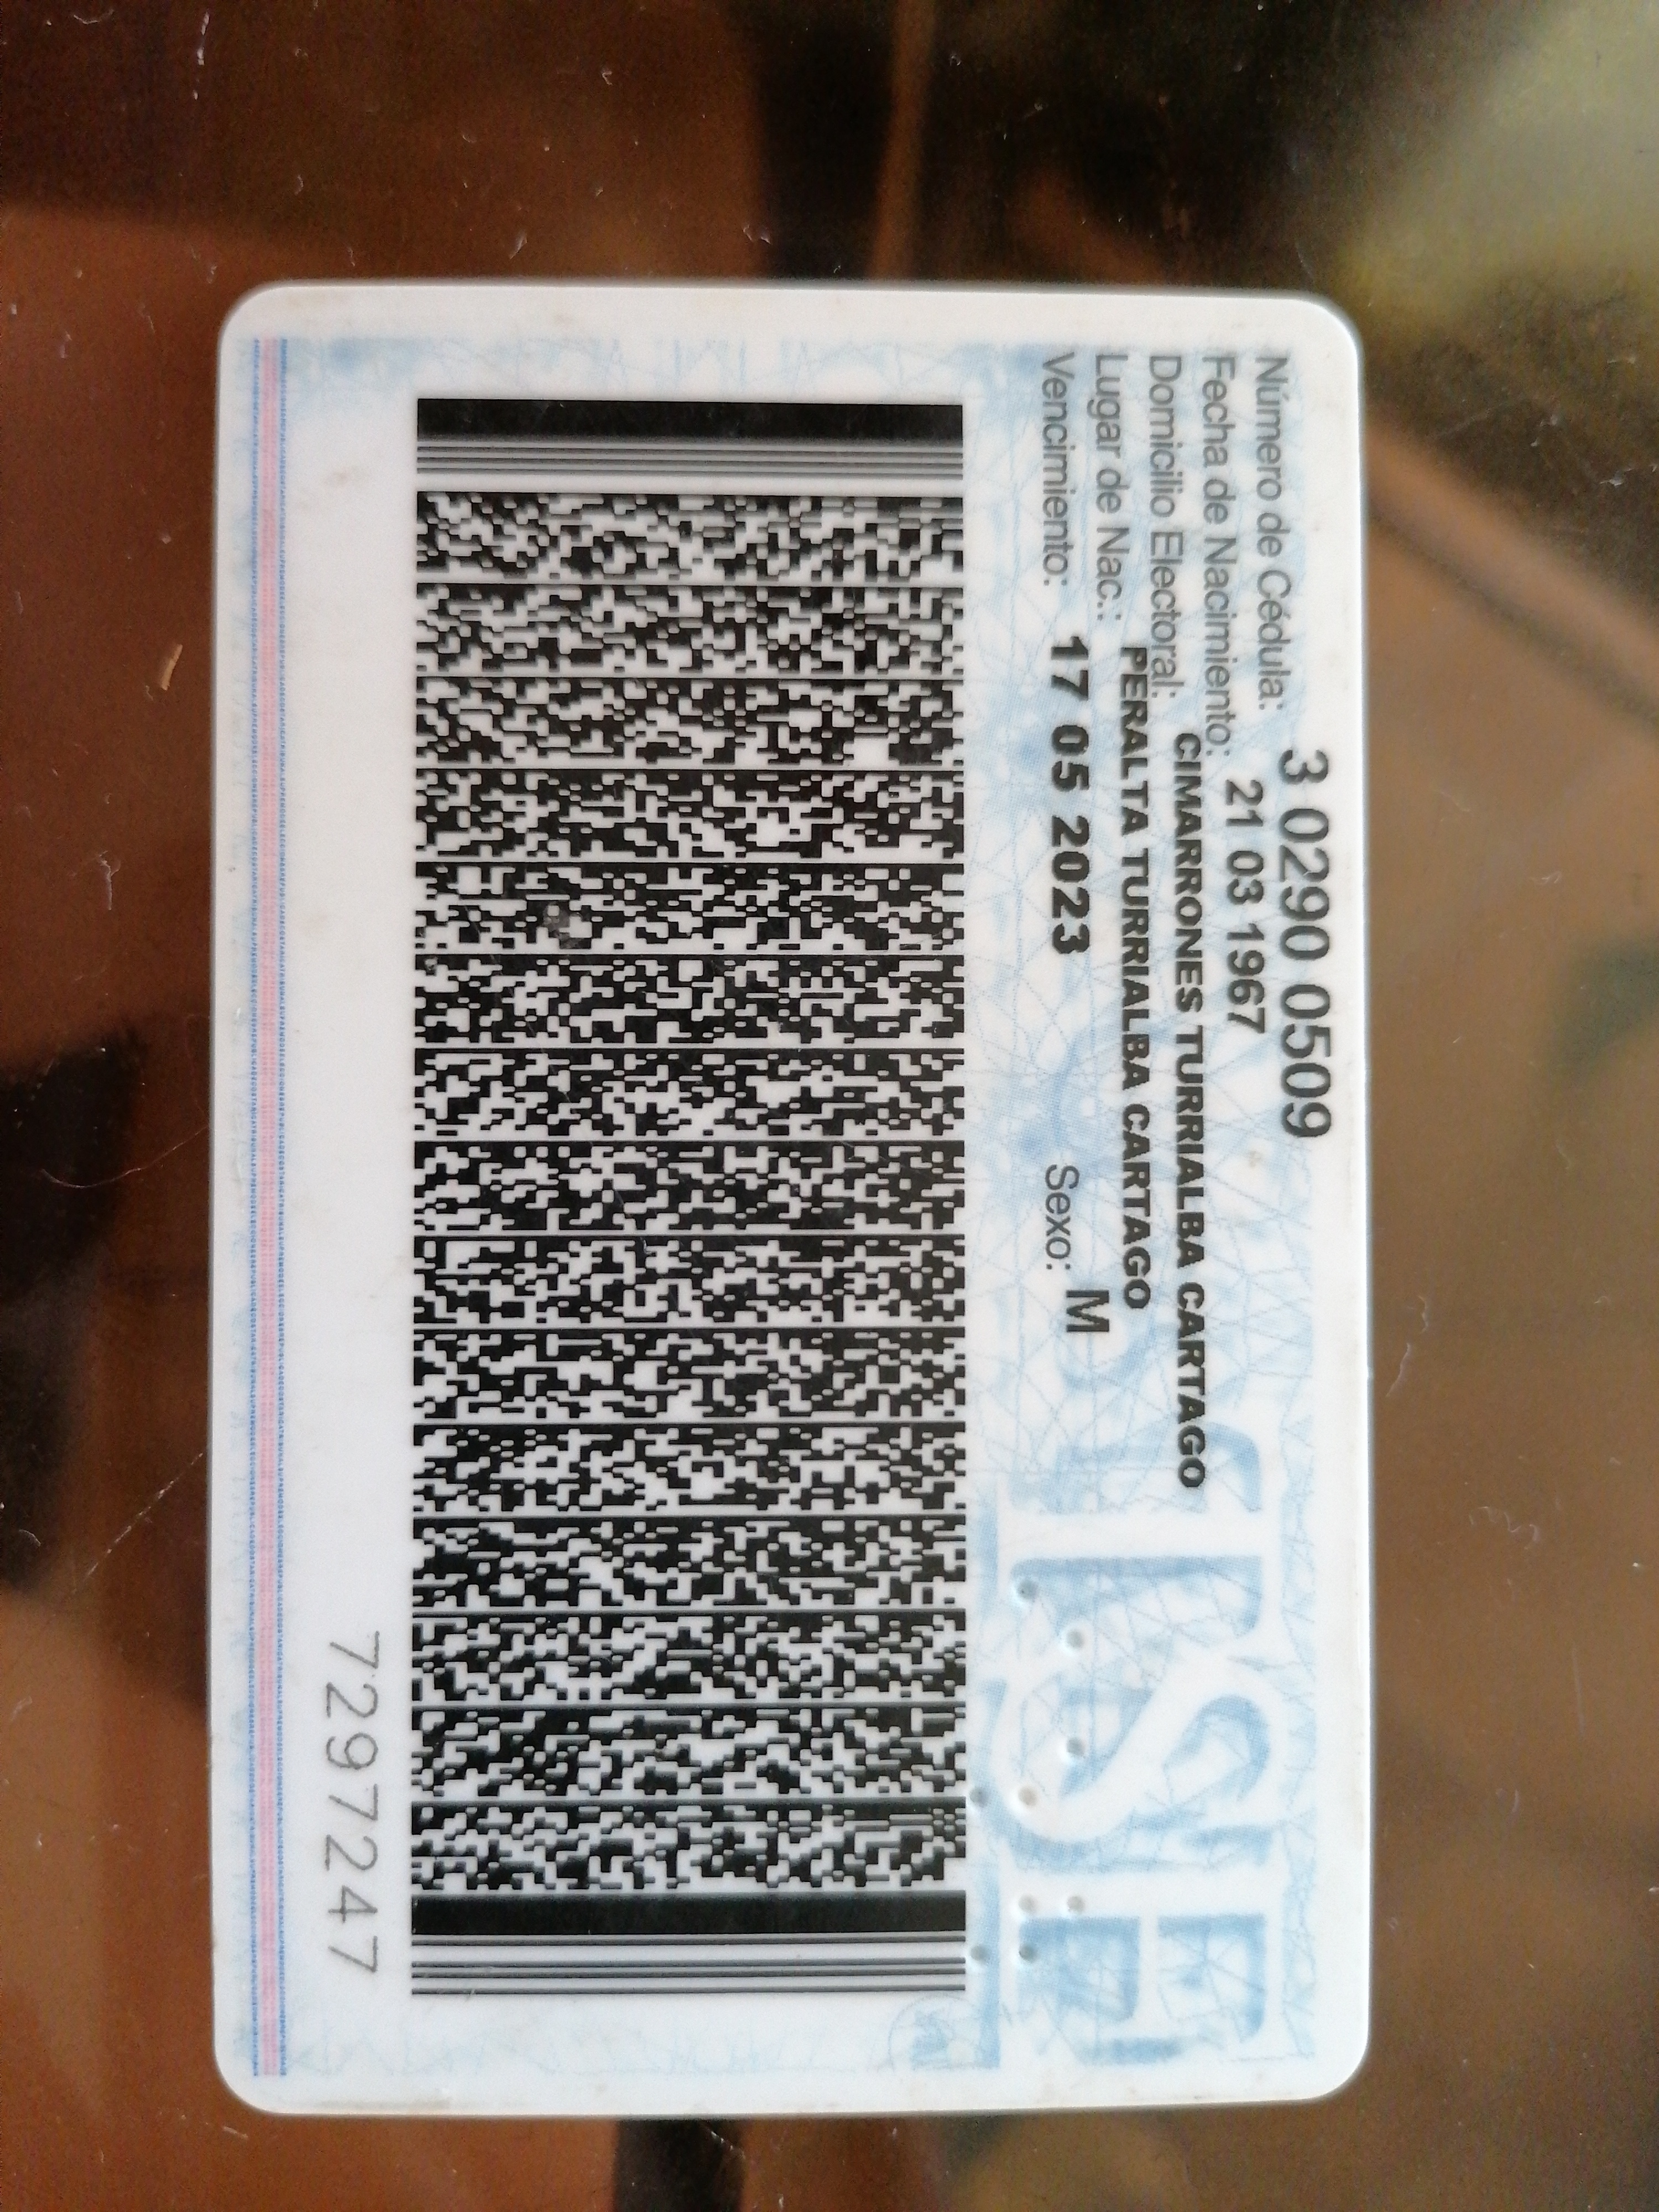 Número de Cédula: 3 0290 0509
Fecha de Nacimiento: 21 03 1967
Domicilio Electoral: CIMARRONES TURRIALBA CARTAGO
Lugar de Nac.: PERALTA TURRIALBA CARTAGO
Vencimiento: 17 05 2023 Sexo: M
TSE
7297247